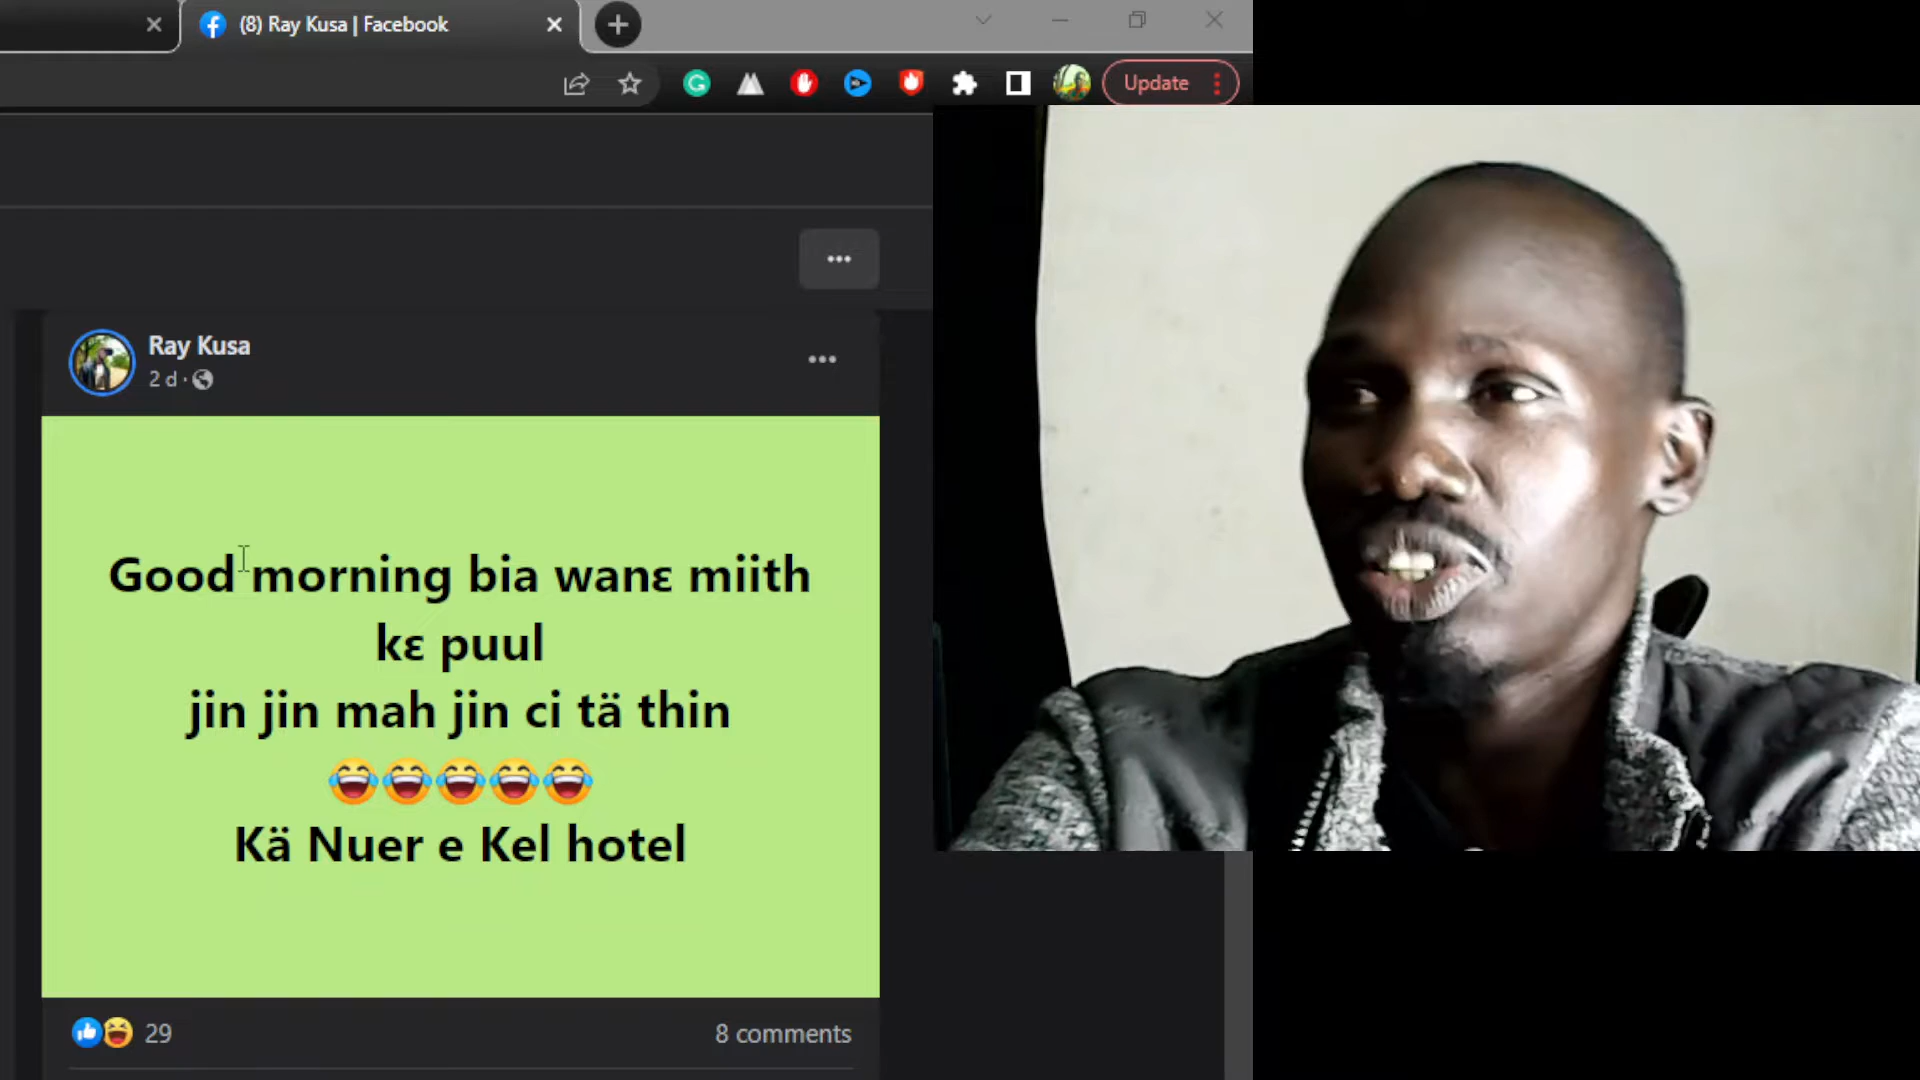 (8) Ray Kusa | Facebook
Update
Ray Kusa
2 d
Good morning bia wanɛ miith
kɛ puul
jin jin mah jin ci tä thin
😂😂😂😂😂
Kä Nuer e Kel hotel
29
8 comments